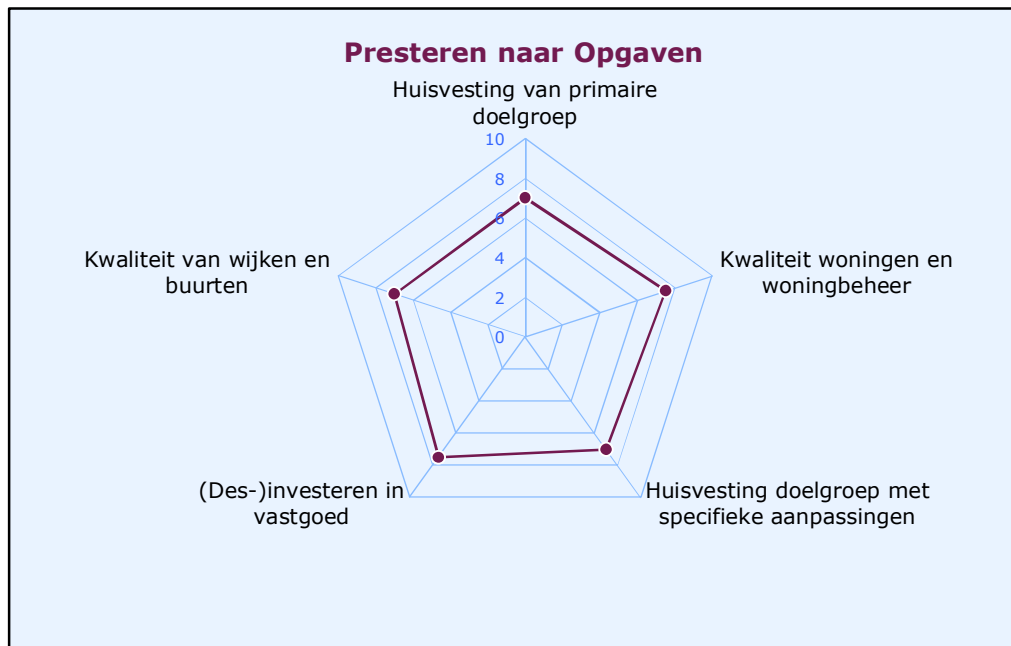 Presteren naar Opgaven
Huisvesting van primaire
doelgroep
10
8
6
4
2
0
Kwaliteit van wijken en
buurten
Kwaliteit woningen en
woningbeheer
(Des-)investeren in
vastgoed
Huisvesting doelgroep met
specifieke aanpassingen